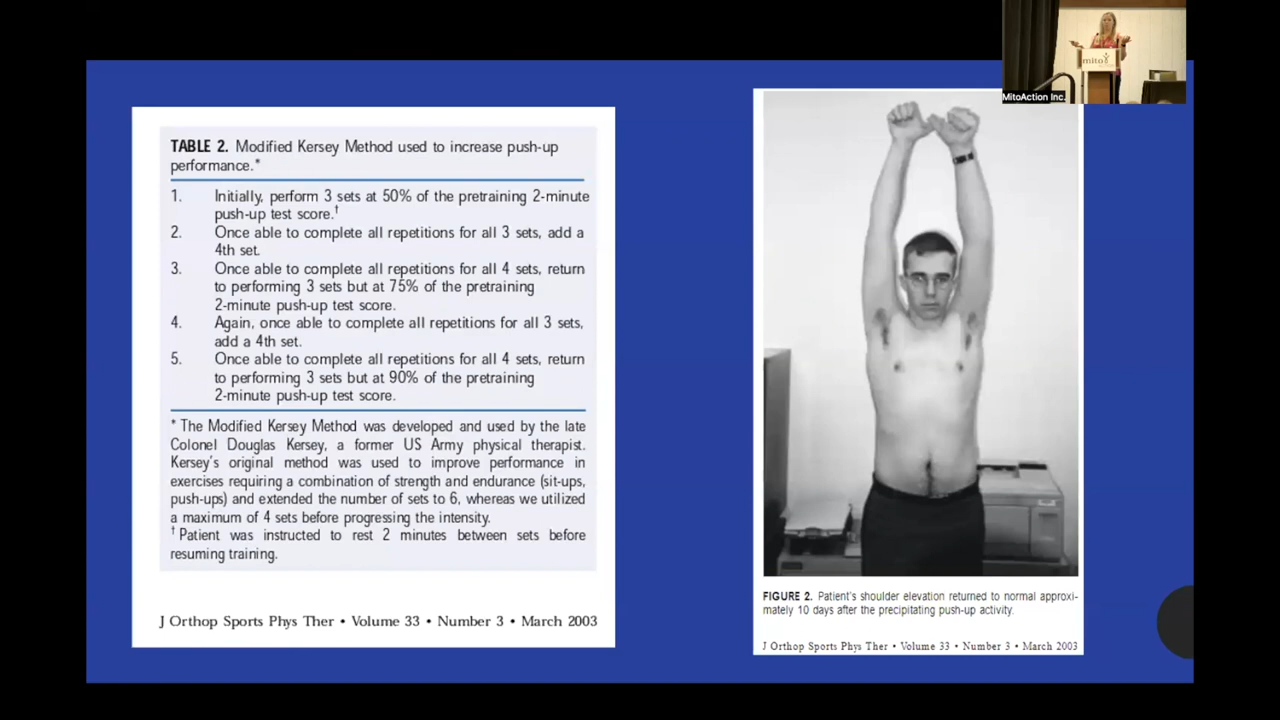 mito
MitoAction Inc.
TABLE 2. Modified Kersey Method used to increase push-up
performance.*
1. Initially, perform 3 sets at 50% of the pretraining 2-minute
push-up test score.†
2. Once able to complete all repetitions for all 3 sets, add a
4th set.
3. Once able to complete all repetitions for all 4 sets, return
to performing 3 sets but at 75% of the pretraining
2-minute push-up test score.
4. Again, once able to complete all repetitions for all 3 sets,
add a 4th set.
5. Once able to complete all repetitions for all 4 sets, return
to performing 3 sets but at 90% of the pretraining
2-minute push-up test score.
* The Modified Kersey Method was developed and used by the late
Colonel Douglas Kersey, a former US Army physical therapist.
Kersey's original method was used to improve performance in
exercises requiring a combination of strength and endurance (sit-ups,
push-ups) and extended the number of sets to 6, whereas we utilized
a maximum of 4 sets before progressing the intensity.
† Patient was instructed to rest 2 minutes between sets before
resuming training.
J Orthop Sports Phys Ther • Volume 33 • Number 3 • March 2003
FIGURE 2. Patient's shoulder elevation returned to normal approxi-
mately 10 days after the precipitating push-up activity.
J Orthop Sports Phys Ther • Volume 33 • Number 3 • March 2003